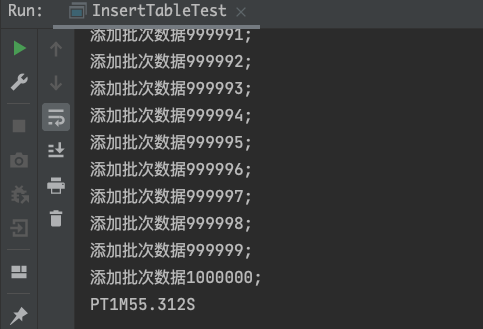 Run: InsertTableTest
添加批次数据999991;
添加批次数据999992;
添加批次数据999993;
添加批次数据999994;
添加批次数据999995;
添加批次数据999996;
添加批次数据999997;
添加批次数据999998;
添加批次数据999999;
添加批次数据1000000;
PT1M55.312S